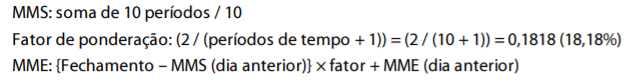 MMS: soma de 10 períodos / 10
Fator de ponderação: (2 / (períodos de tempo + 1)) = (2 / (10 + 1)) = 0,1818 (18,18%)
MME: {Fechamento – MMS (dia anterior)} × fator + MME (dia anterior)